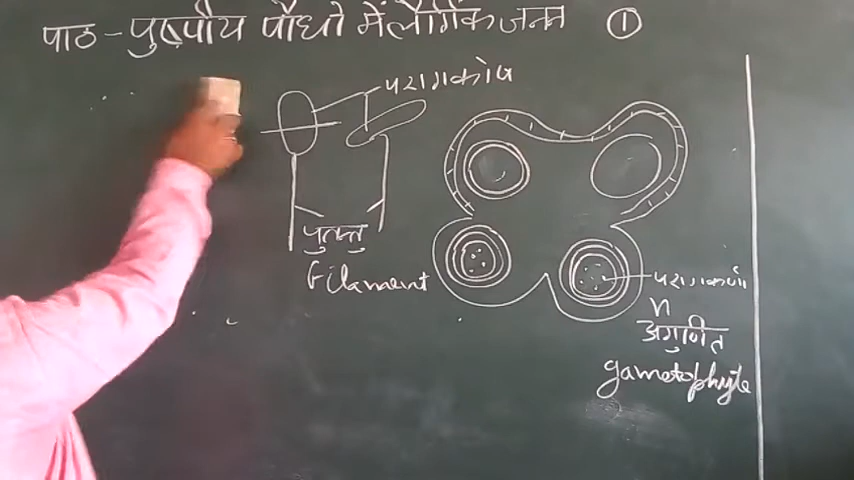 पाठ - पुष्पीय पौधो में लैंगिक जनन ①
परागकोष
पुतन्तु
Filament
परागकण
n
अगुणित
gametophyte